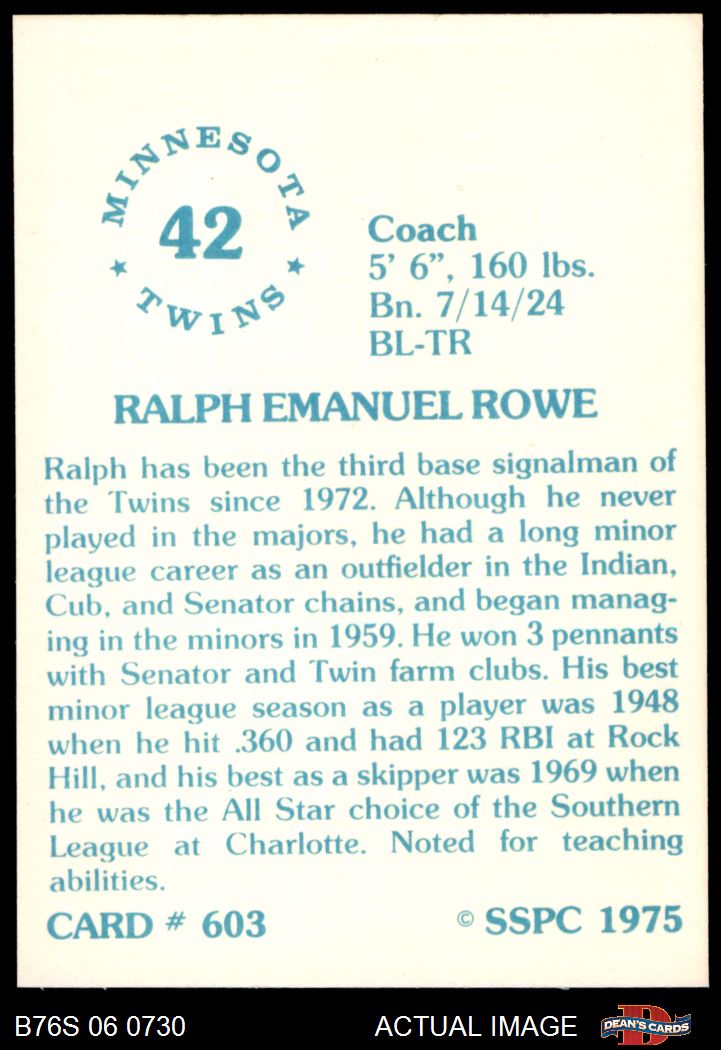 MINNESOTA
42
★ TWINS ★
Coach
5' 6", 160 lbs.
Bn. 7/14/24
BL-TR
RALPH EMANUEL ROWE
Ralph has been the third base signalman of
the Twins since 1972. Although he never
played in the majors, he had a long minor
league career as an outfielder in the Indian,
Cub, and Senator chains, and began manag-
ing in the minors in 1959. He won 3 pennants
with Senator and Twin farm clubs. His best
minor league season as a player was 1948
when he hit .360 and had 123 RBI at Rock
Hill, and his best as a skipper was 1969 when
he was the All Star choice of the Southern
League at Charlotte. Noted for teaching
abilities.
CARD # 603 © SSPC 1975
B76S 06 0730 ACTUAL IMAGE DEAN'S CARDS